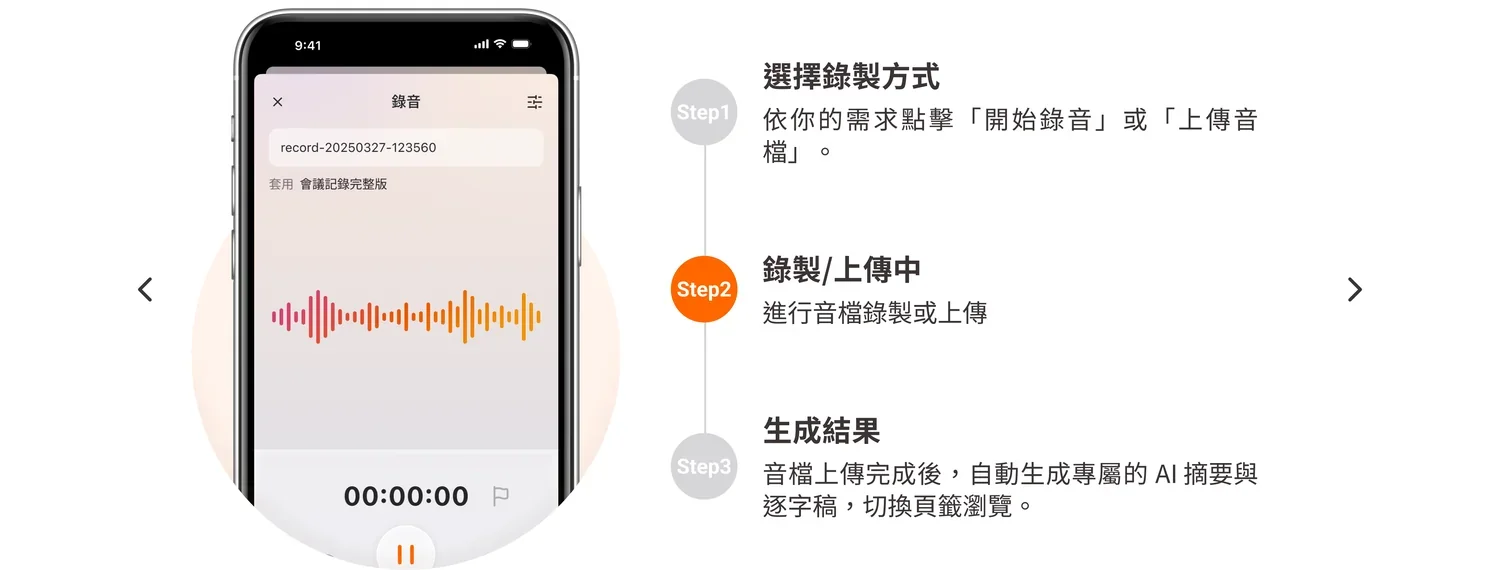 9:41
錄音
record-20250327-123560
套用 會議記錄完整版
00:00:00
Step1
選擇錄製方式
依你的需求點擊「開始錄音」或「上傳音
檔」。
Step2
錄製/上傳中
進行音檔錄製或上傳
Step3
生成結果
音檔上傳完成後，自動生成專屬的 AI 摘要與
逐字稿，切換頁籤瀏覽。